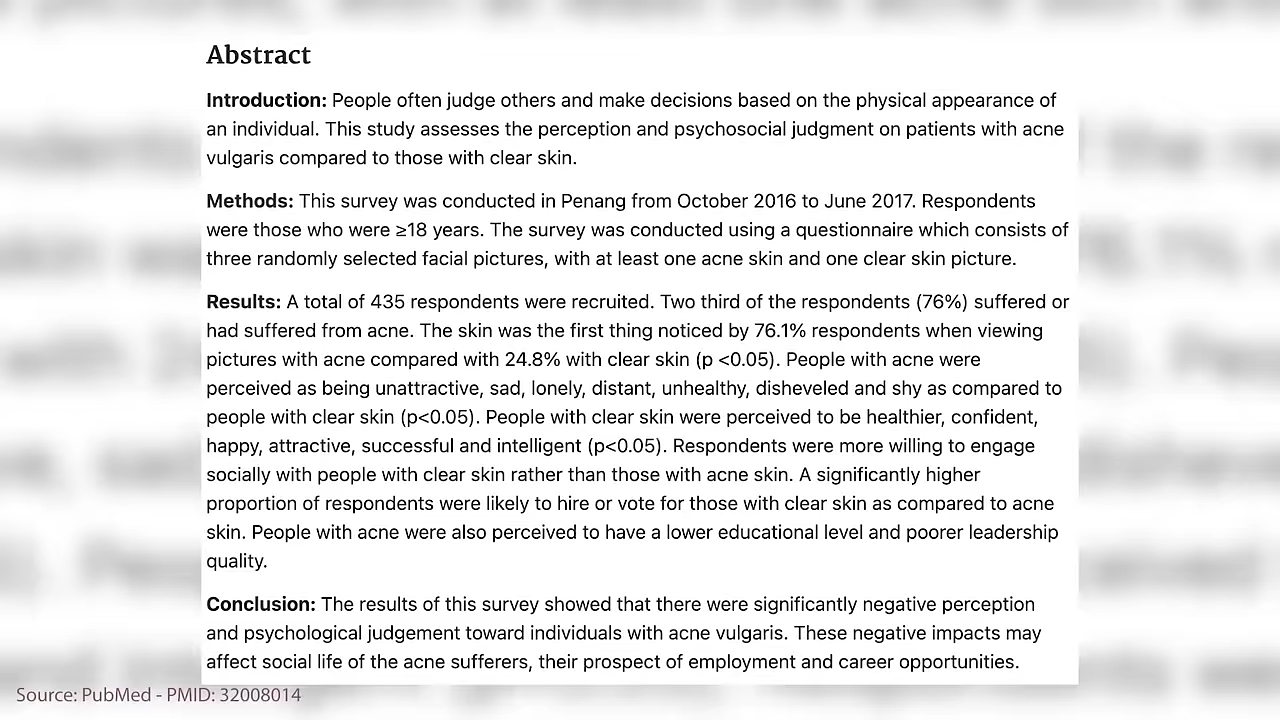 Abstract
Introduction: People often judge others and make decisions based on the physical appearance of
an individual. This study assesses the perception and psychosocial judgment on patients with acne
vulgaris compared to those with clear skin.
Methods: This survey was conducted in Penang from October 2016 to June 2017. Respondents
were those who were ≥18 years. The survey was conducted using a questionnaire which consists of
three randomly selected facial pictures, with at least one acne skin and one clear skin picture.
Results: A total of 435 respondents were recruited. Two third of the respondents (76%) suffered or
had suffered from acne. The skin was the first thing noticed by 76.1% respondents when viewing
pictures with acne compared with 24.8% with clear skin (p <0.05). People with acne were
perceived as being unattractive, sad, lonely, distant, unhealthy, disheveled and shy as compared to
people with clear skin (p<0.05). People with clear skin were perceived to be healthier, confident,
happy, attractive, successful and intelligent (p<0.05). Respondents were more willing to engage
socially with people with clear skin rather than those with acne skin. A significantly higher
proportion of respondents were likely to hire or vote for those with clear skin as compared to acne
skin. People with acne were also perceived to have a lower educational level and poorer leadership
quality.
Conclusion: The results of this survey showed that there were significantly negative perception
and psychological judgement toward individuals with acne vulgaris. These negative impacts may
affect social life of the acne sufferers, their prospect of employment and career opportunities.
Source: PubMed - PMID: 32008014